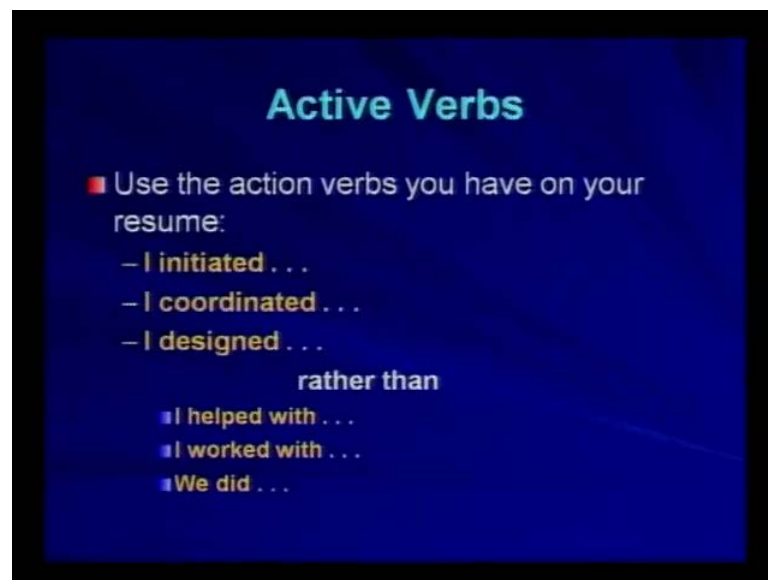 Active Verbs
Use the action verbs you have on your
resume:
– I initiated . . .
– I coordinated . . .
– I designed . . .
rather than
I helped with . . .
I worked with . . .
We did . . .